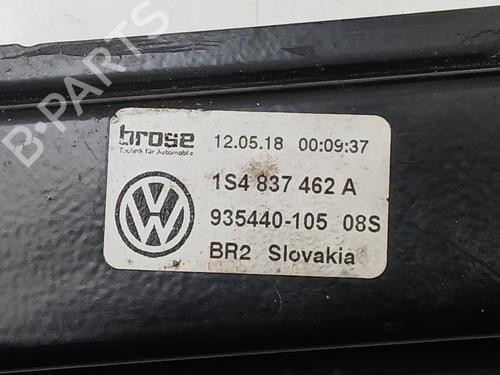 B-PARTS
brose
Technik für Automobile
12.05.18 00:09:37
1S4 837 462 A
935440-105 08S
BR2 Slovakia